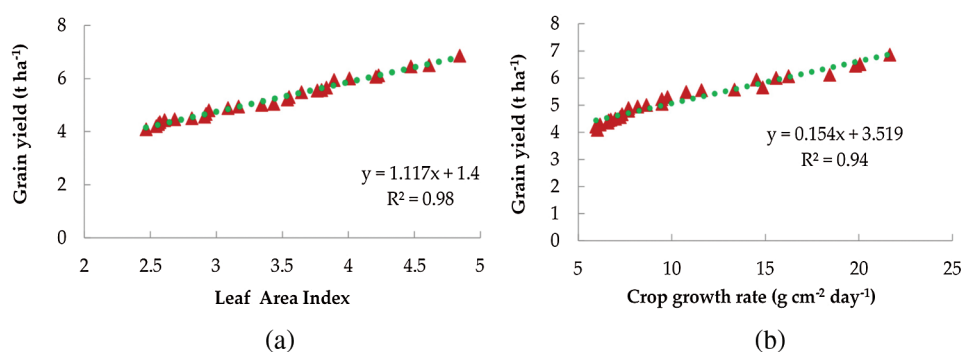 Grain yield (t ha⁻¹)
8
6
4
2
0
2 2.5 3 3.5 4 4.5 5
Leaf Area Index
y = 1.117x + 1.4
R² = 0.98
(a)
Grain yield (t ha⁻¹)
8
7
6
5
4
3
2
1
0
5 10 15 20 25
Crop growth rate (g cm⁻² day⁻¹)
y = 0.154x + 3.519
R² = 0.94
(b)